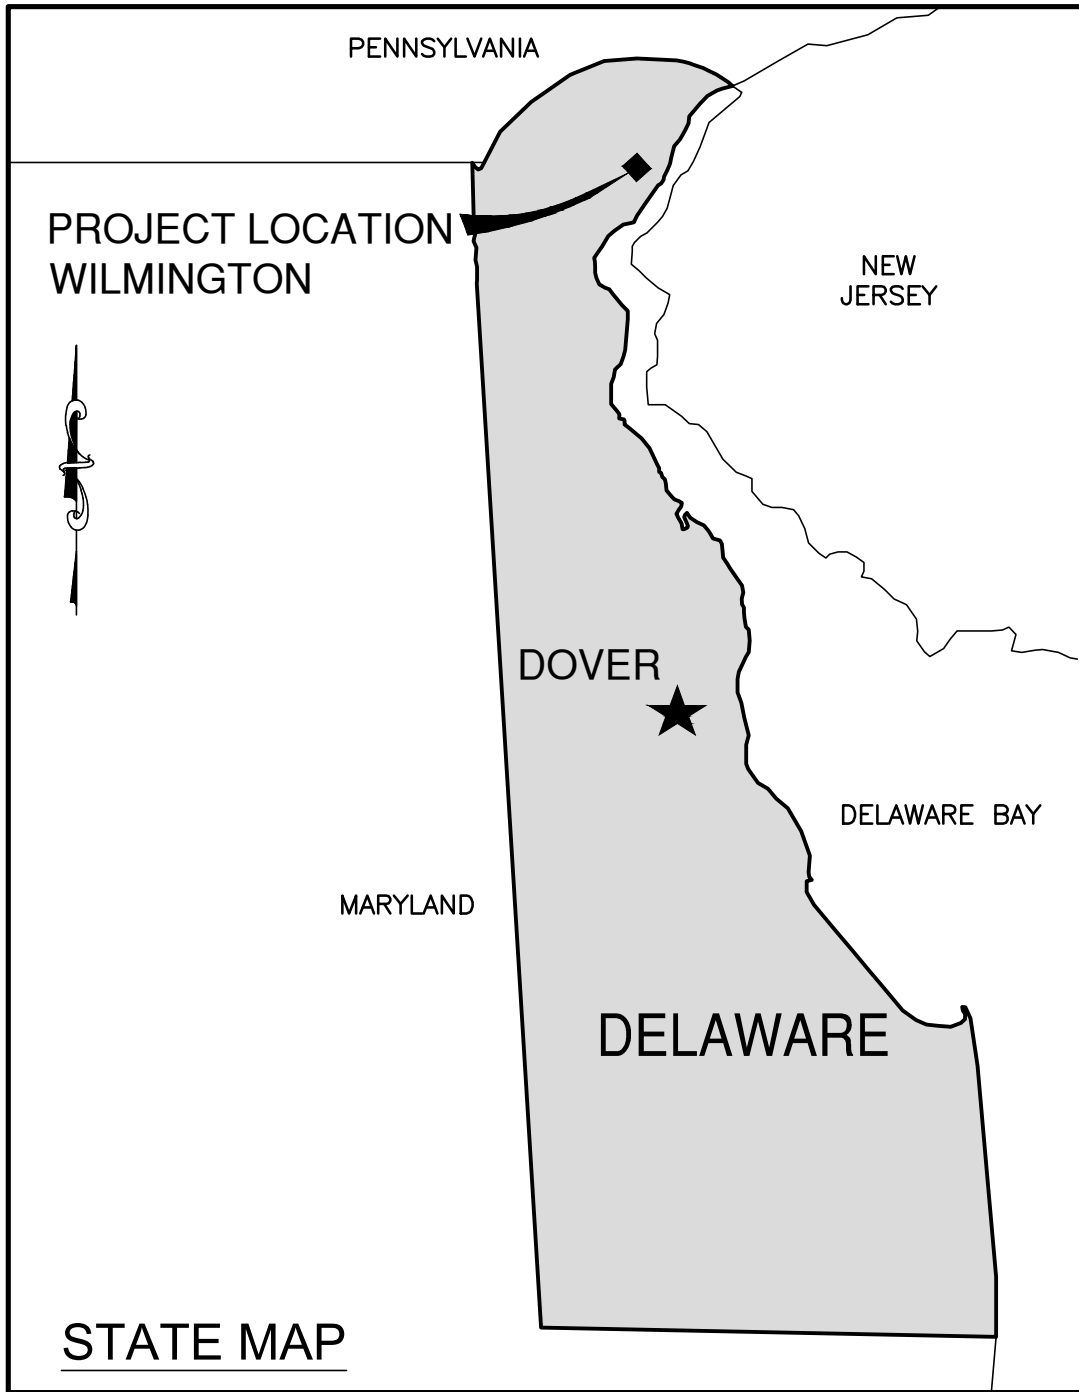 PENNSYLVANIA
PROJECT LOCATION
WILMINGTON
NEW
JERSEY
DOVER
DELAWARE BAY
MARYLAND
DELAWARE
STATE MAP